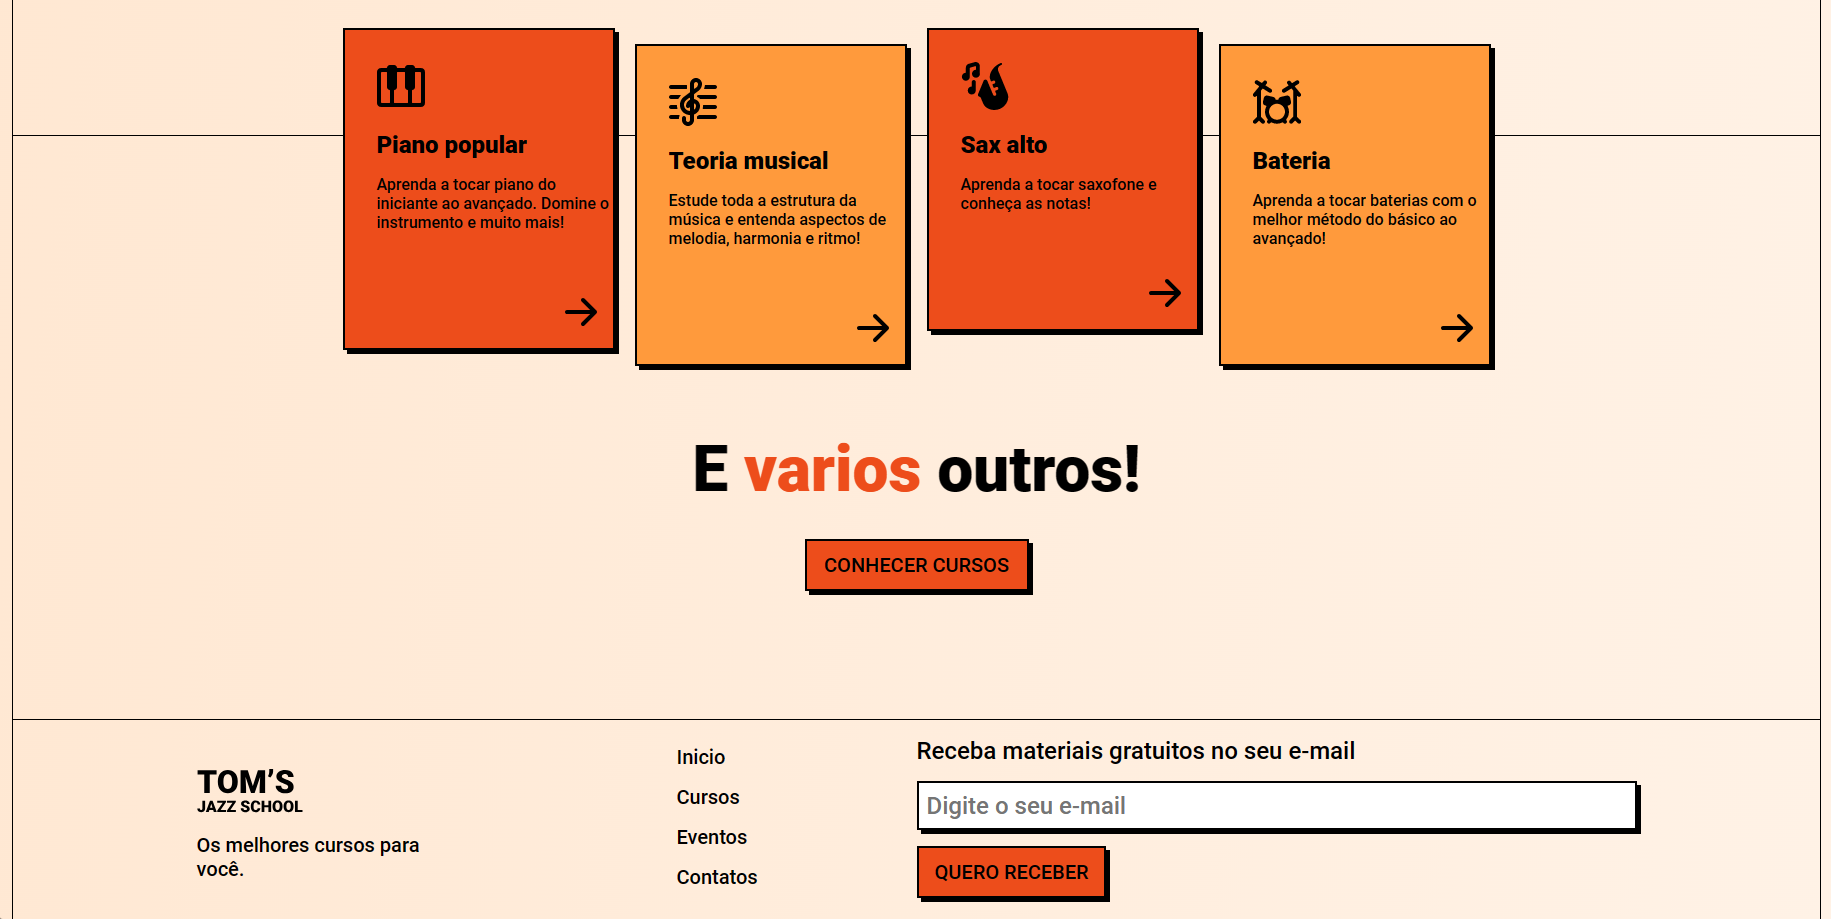 Piano popular
Aprenda a tocar piano do
iniciante ao avançado. Domine o
instrumento e muito mais!
Teoria musical
Estude toda a estrutura da
música e entenda aspectos de
melodia, harmonia e ritmo!
Sax alto
Aprenda a tocar saxofone e
conheça as notas!
Bateria
Aprenda a tocar baterias com o
melhor método do básico ao
avançado!
E varios outros!
CONHECER CURSOS
TOM’S
JAZZ SCHOOL
Os melhores cursos para
você.
Inicio
Cursos
Eventos
Contatos
Receba materiais gratuitos no seu e-mail
Digite o seu e-mail
QUERO RECEBER